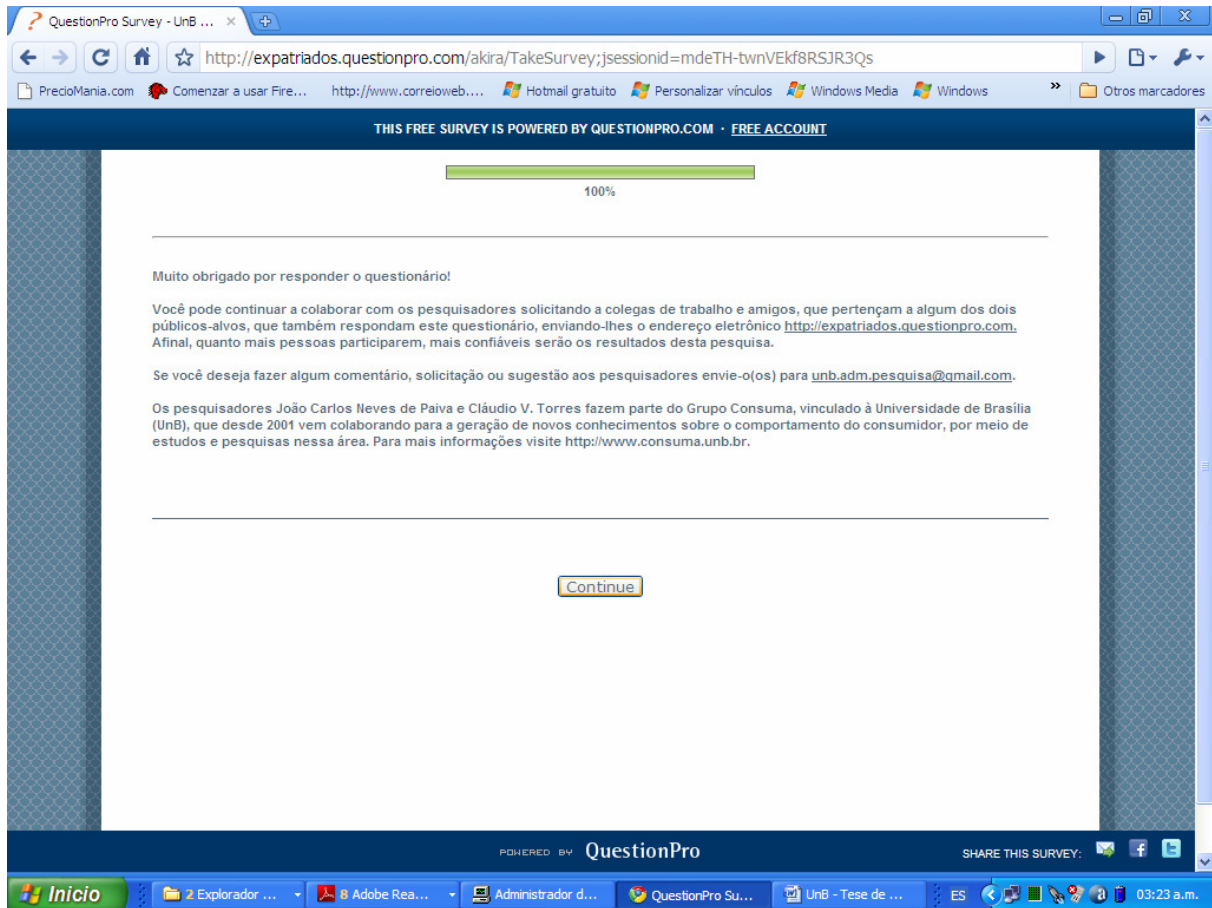 QuestionPro Survey - UnB ...
http://expatriados.questionpro.com/akira/TakeSurvey;jsessionid=mdeTH-twnVEkf8RSJR3Qs
PrecioMania.com Comenzar a usar Fire... http://www.correioweb.... Hotmail gratuito Personalizar vínculos Windows Media Windows » Otros marcadores
THIS FREE SURVEY IS POWERED BY QUESTIONPRO.COM · FREE ACCOUNT
100%
Muito obrigado por responder o questionário!
Você pode continuar a colaborar com os pesquisadores solicitando a colegas de trabalho e amigos, que pertençam a algum dos dois
públicos-alvos, que também respondam este questionário, enviando-lhes o endereço eletrônico http://expatriados.questionpro.com.
Afinal, quanto mais pessoas participarem, mais confiáveis serão os resultados desta pesquisa.
Se você deseja fazer algum comentário, solicitação ou sugestão aos pesquisadores envie-o(os) para unb.adm.pesquisa@gmail.com.
Os pesquisadores João Carlos Neves de Paiva e Cláudio V. Torres fazem parte do Grupo Consuma, vinculado à Universidade de Brasília
(UnB), que desde 2001 vem colaborando para a geração de novos conhecimentos sobre o comportamento do consumidor, por meio de
estudos e pesquisas nessa área. Para mais informações visite http://www.consuma.unb.br.
Continue
POWERED BY QuestionPro SHARE THIS SURVEY:
Inicio 2 Explorador ... 8 Adobe Rea... Administrador d... QuestionPro Su... UnB - Tese de ... ES 03:23 a.m.